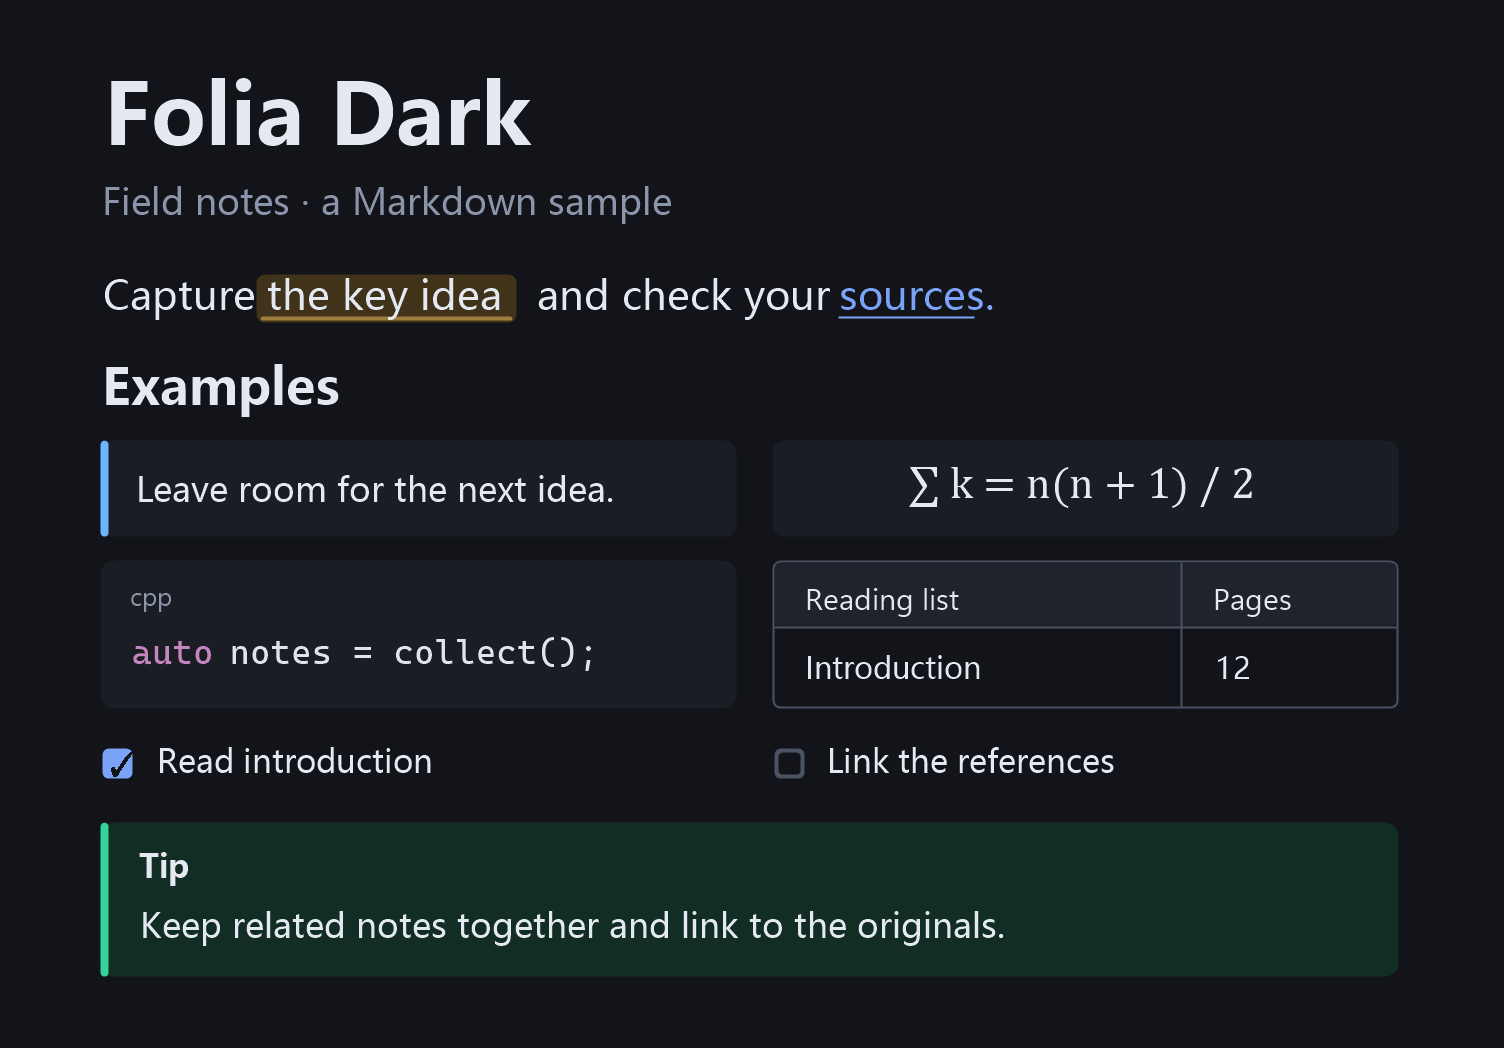 Folia Dark
Field notes · a Markdown sample
Capture the key idea and check your sources.
Examples
Leave room for the next idea.
∑ k = n(n + 1) / 2
cpp
auto notes = collect();
Reading list Pages
Introduction 12
Read introduction
Link the references
Tip
Keep related notes together and link to the originals.